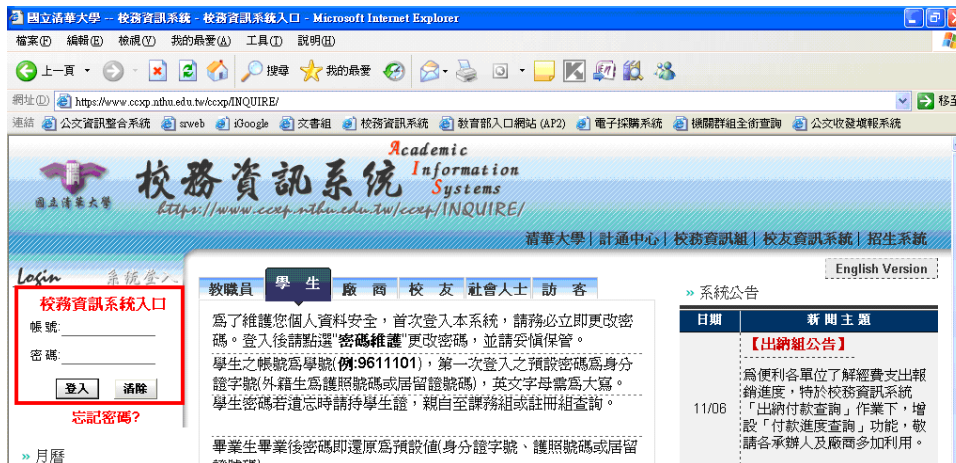 國立清華大學 -- 校務資訊系統 - 校務資訊系統入口 - Microsoft Internet Explorer
檔案(F) 編輯(E) 檢視(V) 我的最愛(A) 工具(T) 說明(H)
上一頁 搜尋 我的最愛
網址(D) https://www.ccxp.nthu.edu.tw/ccxp/INQUIRE/ 移至
連結 公文資訊整合系統 srweb iGoogle 文書組 校務資訊系統 教育部入口網站 (AP2) 電子採購系統 機關群組全銜查詢 公文收發填報系統
國立清華大學
校務資訊系統
Academic
Information
Systems
https://www.ccxp.nthu.edu.tw/ccxp/INQUIRE/
清華大學 | 計通中心 | 校務資訊組 | 校友資訊系統 | 招生系統
Login 系統登入
校務資訊系統入口
帳號:
密碼:
登入 清除
忘記密碼?
» 月曆
教職員 學生 廠商 校友 社會人士 訪客
為了維護您個人資料安全，首次登入本系統，請務必立即更改密
碼。登入後請點選"密碼維護"更改密碼，並請妥慎保管。
學生之帳號為學號(例:9611101)，第一次登入之預設密碼為身分
證字號(外籍生為護照號碼或居留證號碼)，英文字母需為大寫。
學生密碼若遺忘時請持學生證，親自至課務組或註冊組查詢。
畢業生畢業後密碼即還原為預設值(身分證字號、護照號碼或居留
English Version
» 系統公告
日期 新聞主題
【出納組公告】
11/06
為便利各單位了解經費支出報
銷進度，特於校務資訊系統
「出納付款查詢」作業下，增
設「付款進度查詢」功能，敬
請各承辦人及廠商多加利用。